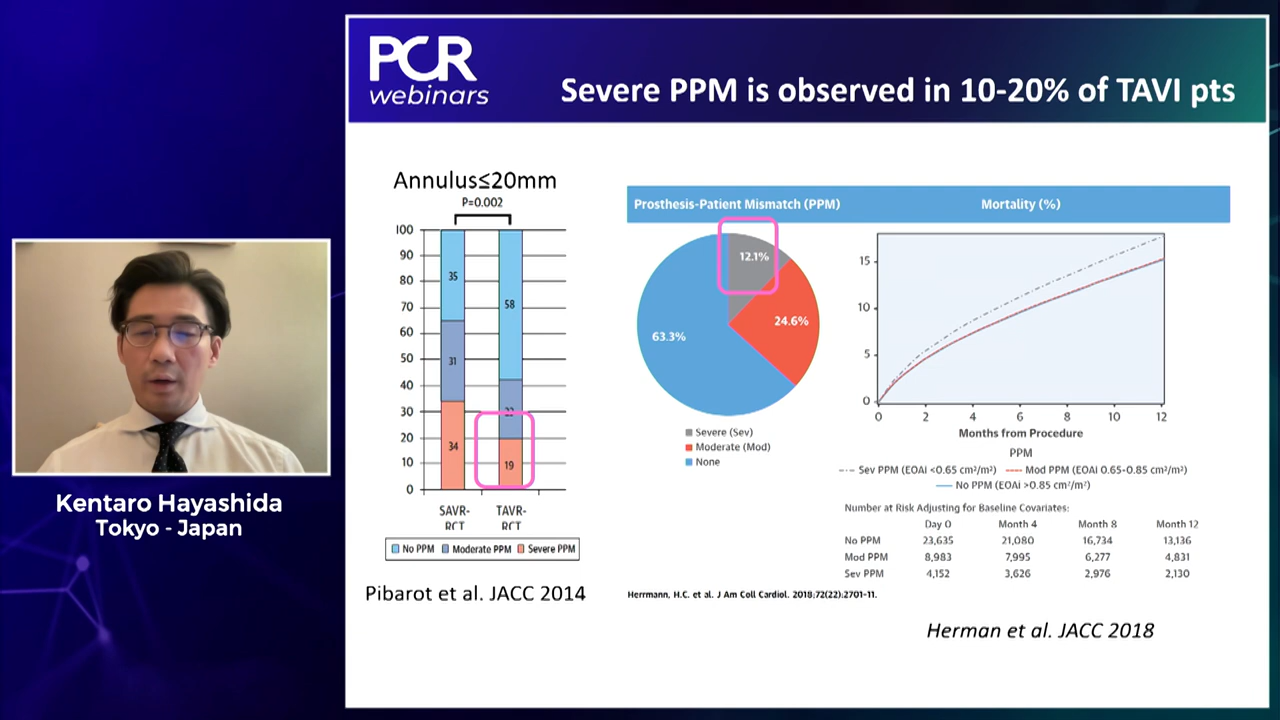 PCR
webinars
Severe PPM is observed in 10-20% of TAVI pts
Annulus≤20mm
P=0.002
100
90
80
70
60
50
40
30
20
10
0
35
31
34
58
22
19
SAVR-
RCT
TAVR-
RCT
No PPM Moderate PPM Severe PPM
Pibarot et al. JACC 2014
Prosthesis-Patient Mismatch (PPM)
Mortality (%)
12.1%
24.6%
63.3%
Severe (Sev)
Moderate (Mod)
None
15
10
5
0
0 2 4 6 8 10 12
Months from Procedure
PPM
Sev PPM (EOAi <0.65 cm²/m²) Mod PPM (EOAi 0.65-0.85 cm²/m²)
No PPM (EOAi >0.85 cm²/m²)
Number at Risk Adjusting for Baseline Covariates:
Day 0 Month 4 Month 8 Month 12
No PPM 23,635 21,080 16,734 13,136
Mod PPM 8,983 7,995 6,277 4,831
Sev PPM 4,152 3,626 2,976 2,130
Herrmann, H.C. et al. J Am Coll Cardiol. 2018;72(22):2701-11.
Herman et al. JACC 2018
Kentaro Hayashida
Tokyo - Japan